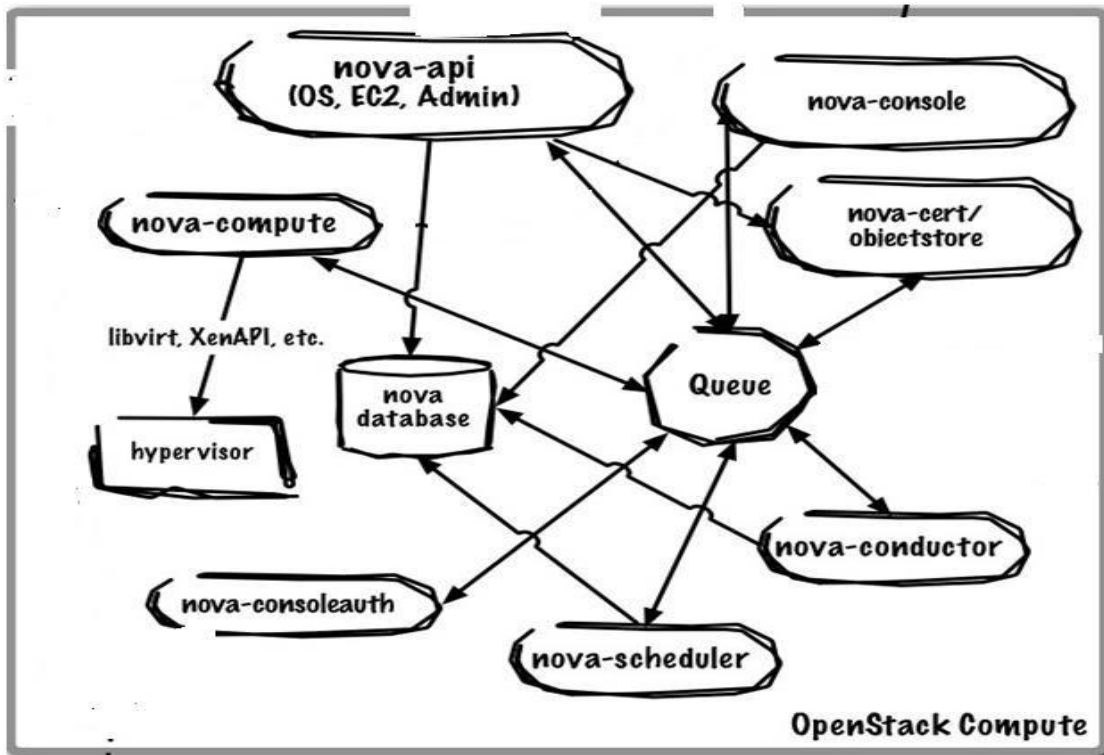 nova-api
(OS, EC2, Admin)
nova-console
nova-compute
nova-cert/
objectstore
libvirt, XenAPI, etc.
nova
database
Queue
hypervisor
nova-conductor
nova-consoleauth
nova-scheduler
OpenStack Compute